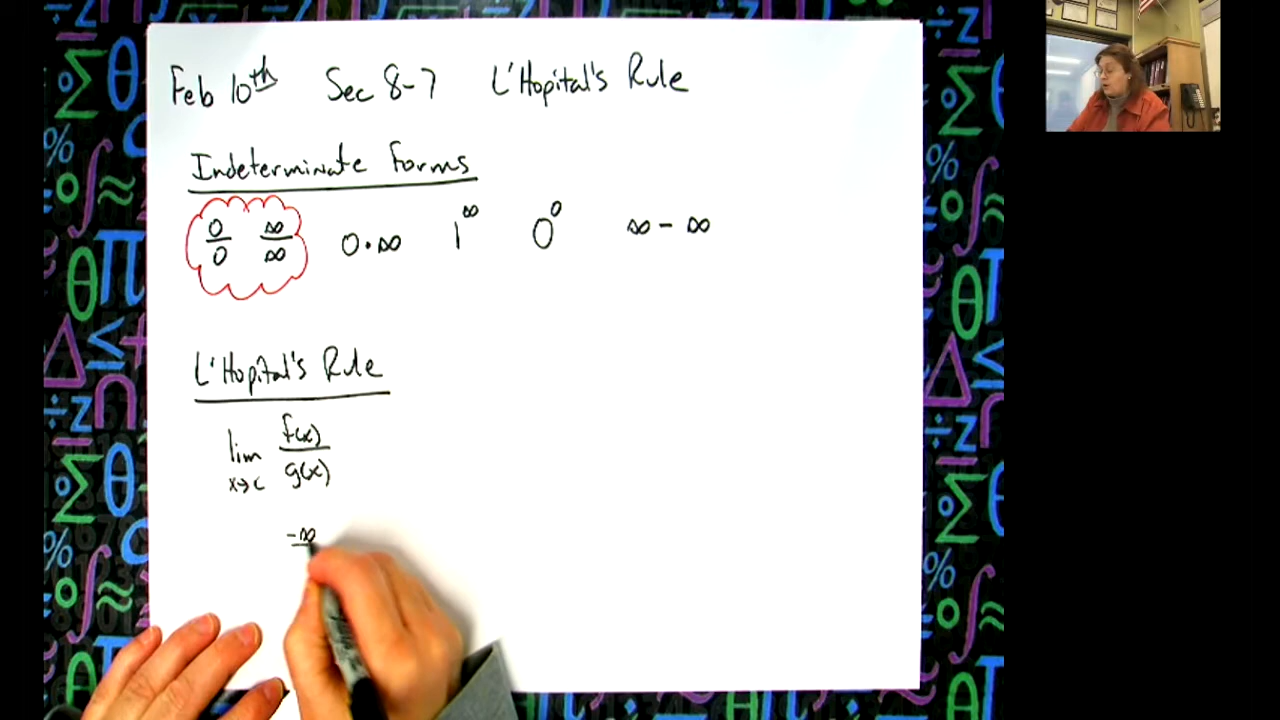 Feb 10th Sec 8-7 L'Hopital's Rule
Indeterminate Forms
0/0 ∞/∞ 0·∞ 1^∞ 0^0 ∞-∞
L'Hopital's Rule
lim x→c f(x)/g(x)
-∞